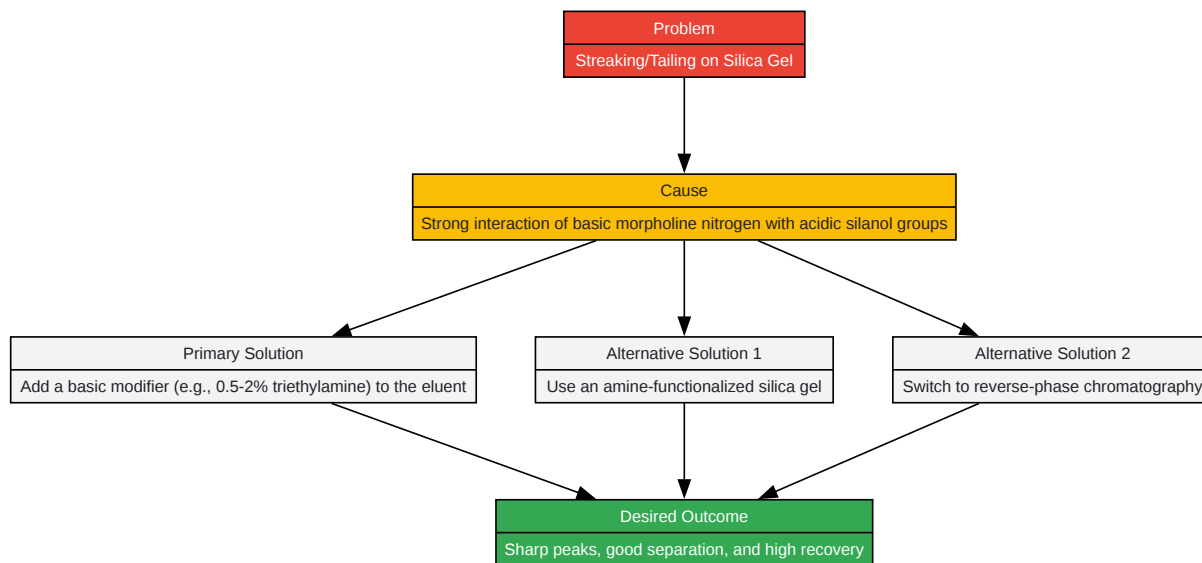 Problem
Streaking/Tailing on Silica Gel
Cause
Strong interaction of basic morpholine nitrogen with acidic silanol groups
Primary Solution
Add a basic modifier (e.g., 0.5-2% triethylamine) to the eluent
Alternative Solution 1
Use an amine-functionalized silica gel
Alternative Solution 2
Switch to reverse-phase chromatography
Desired Outcome
Sharp peaks, good separation, and high recovery